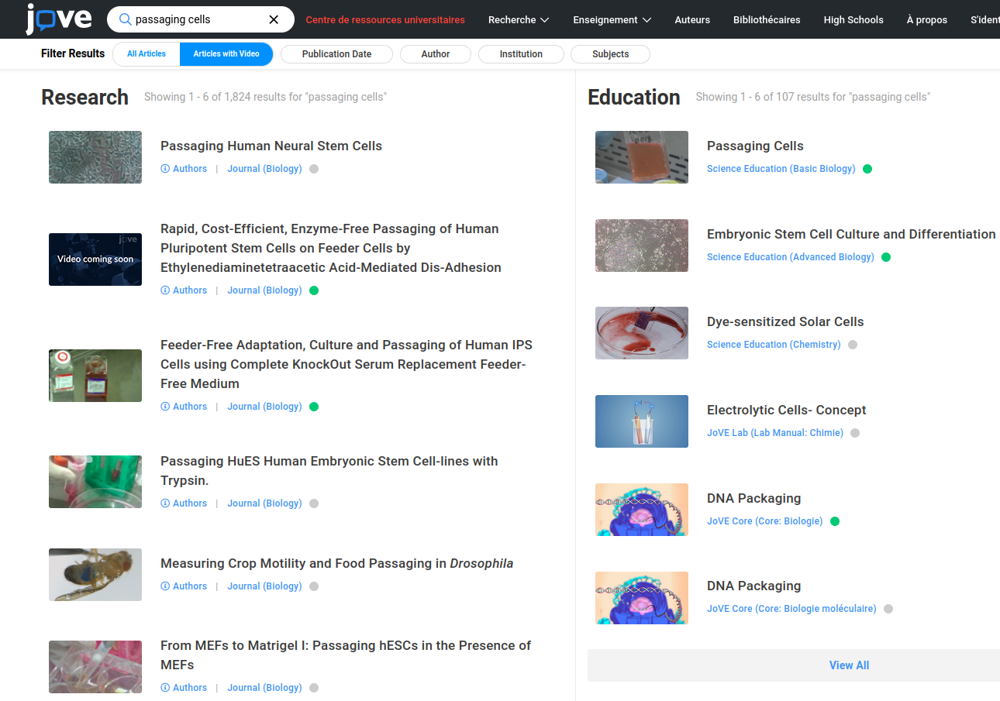 jove
passaging cells
Centre de ressources universitaires
Recherche
Enseignement
Auteurs
Bibliothécaires
High Schools
À propos
S'ident
Filter Results
All Articles
Articles with Video
Publication Date
Author
Institution
Subjects
Research
Showing 1 - 6 of 1,824 results for "passaging cells"
Passaging Human Neural Stem Cells
Authors | Journal (Biology)
jove
Video coming soon
Rapid, Cost-Efficient, Enzyme-Free Passaging of Human
Pluripotent Stem Cells on Feeder Cells by
Ethylenediaminetetraacetic Acid-Mediated Dis-Adhesion
Authors | Journal (Biology)
Feeder-Free Adaptation, Culture and Passaging of Human IPS
Cells using Complete KnockOut Serum Replacement Feeder-
Free Medium
Authors | Journal (Biology)
Passaging HuES Human Embryonic Stem Cell-lines with
Trypsin.
Authors | Journal (Biology)
Measuring Crop Motility and Food Passaging in Drosophila
Authors | Journal (Biology)
From MEFs to Matrigel I: Passaging hESCs in the Presence of
MEFs
Authors | Journal (Biology)
Education
Showing 1 - 6 of 107 results for "passaging cells"
Passaging Cells
Science Education (Basic Biology)
Embryonic Stem Cell Culture and Differentiation
Science Education (Advanced Biology)
Dye-sensitized Solar Cells
Science Education (Chemistry)
Electrolytic Cells- Concept
JoVE Lab (Lab Manual: Chimie)
DNA Packaging
JoVE Core (Core: Biologie)
DNA Packaging
JoVE Core (Core: Biologie moléculaire)
View All